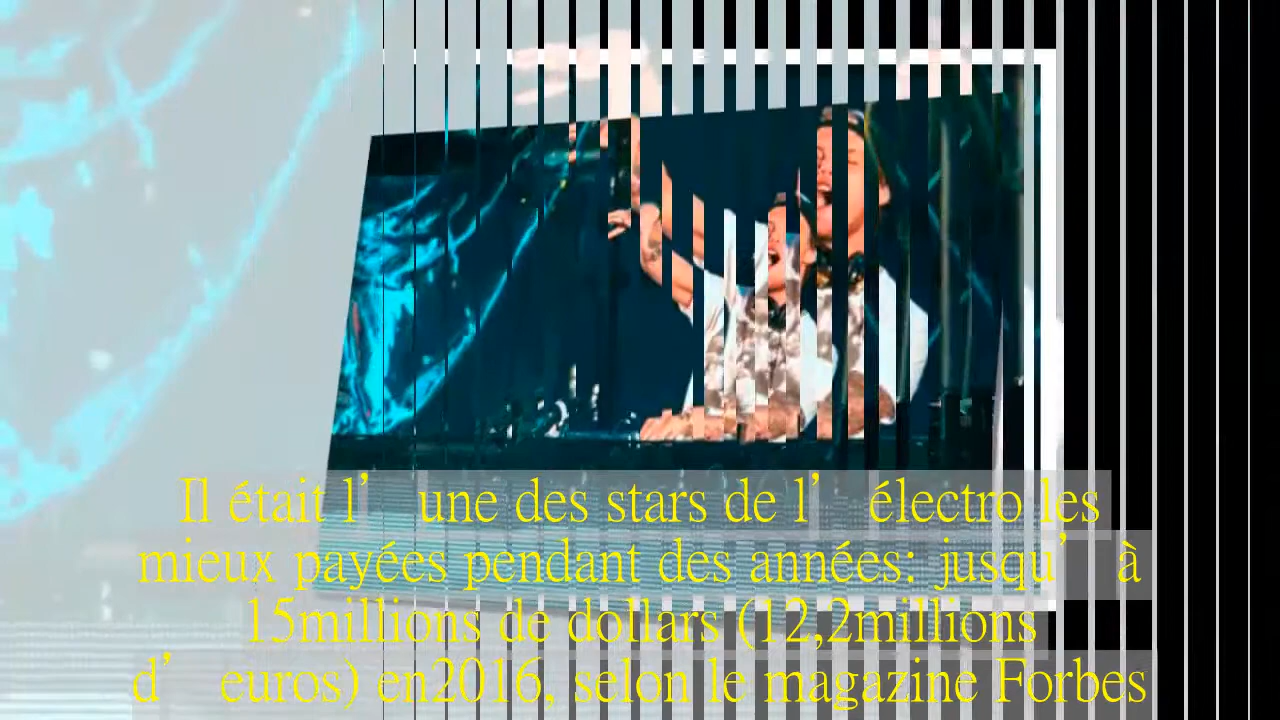 Il était l’une des stars de l’électro les
mieux payées pendant des années: jusqu’à
15millions de dollars (12,2millions
d’euros) en2016, selon le magazine Forbes